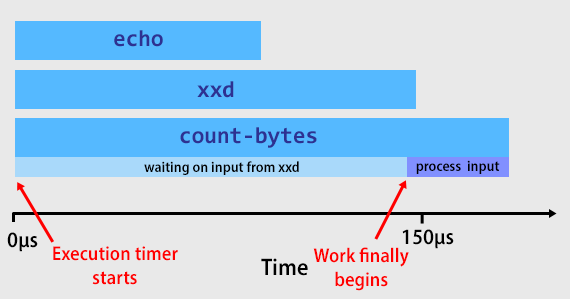 echo
xxd
count-bytes
waiting on input from xxd
process input
0µs
150µs
Execution timer
starts
Time
Work finally
begins